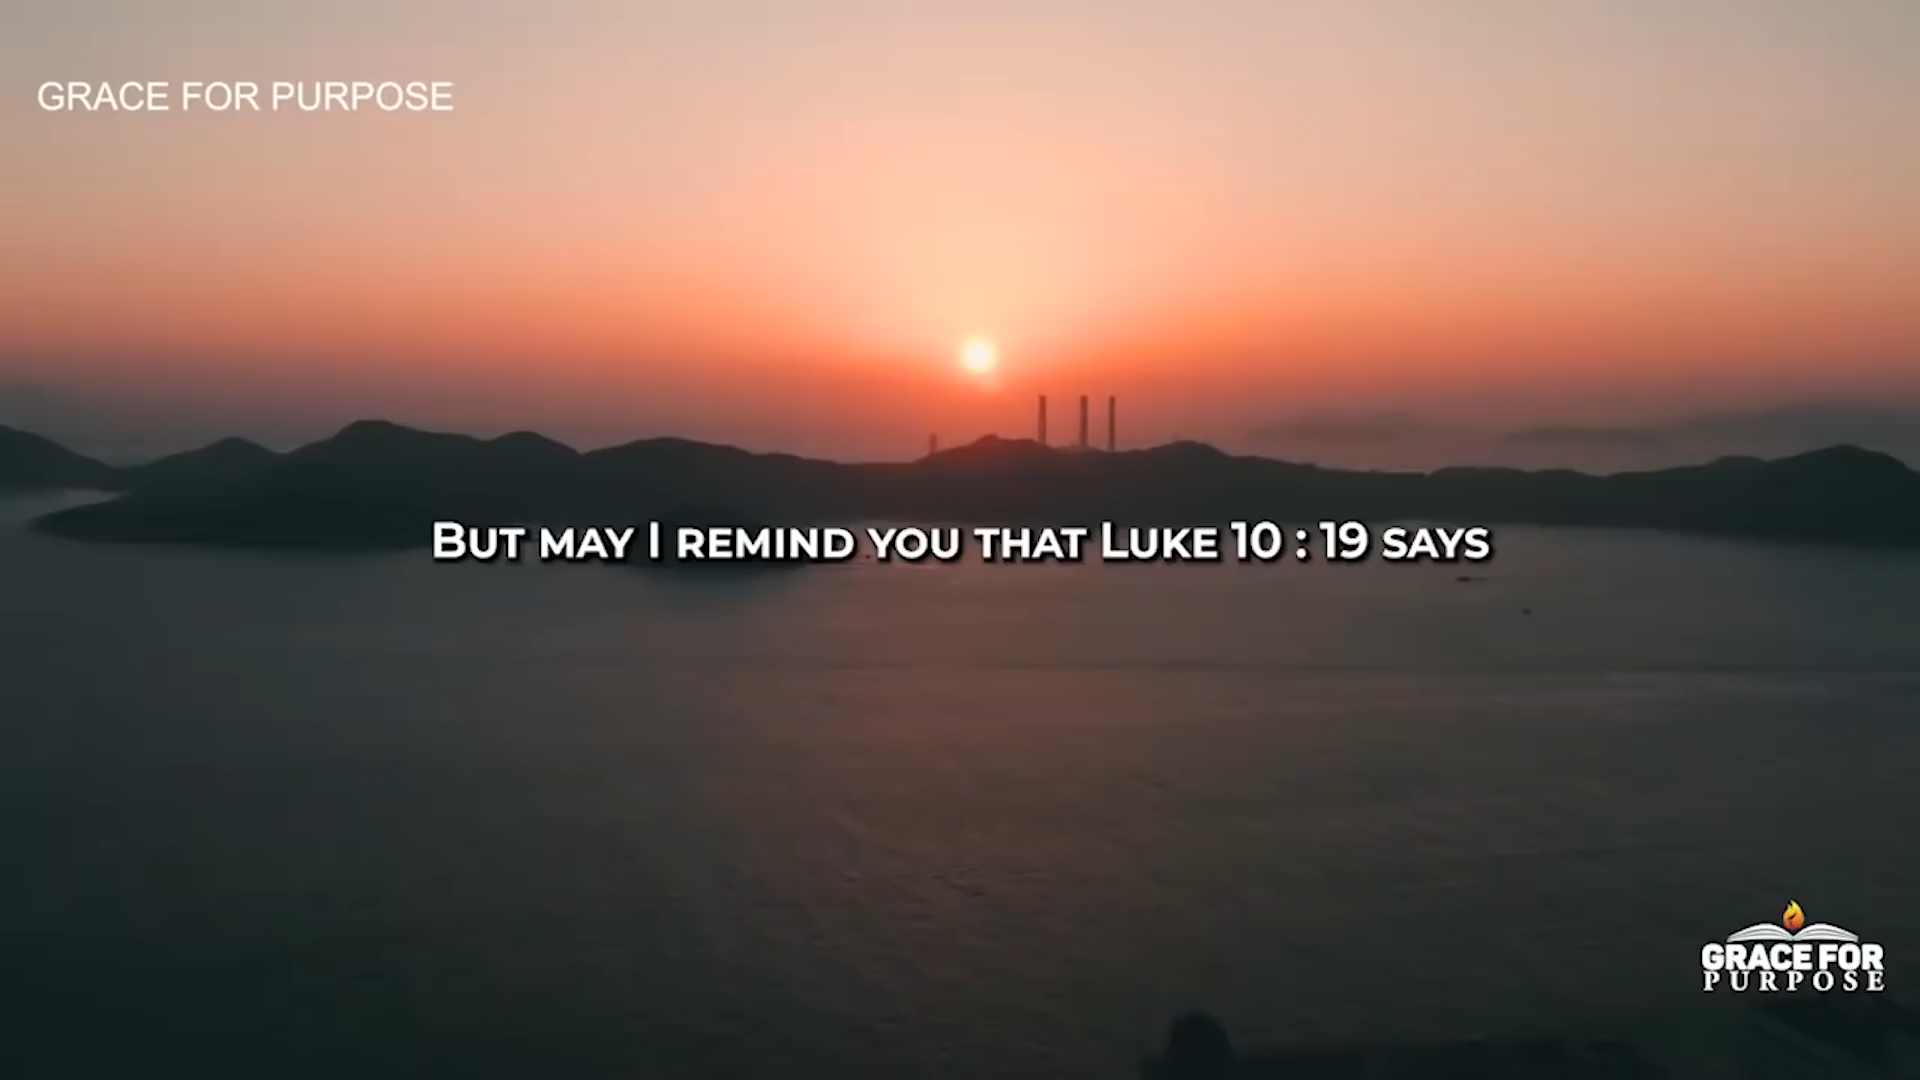 GRACE FOR PURPOSE
But may I remind you that Luke 10 : 19 says
GRACE FOR
PURPOSE